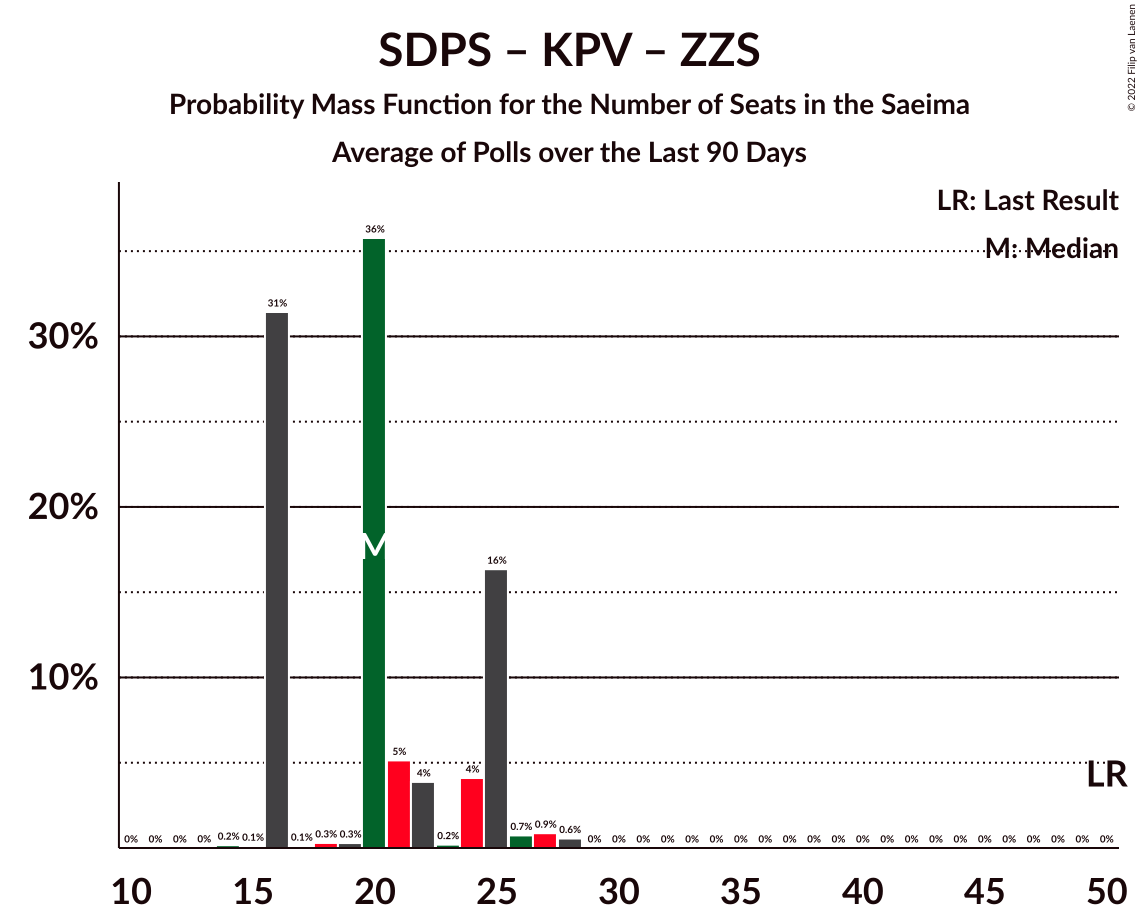 SDPS – KPV – ZZS
Probability Mass Function for the Number of Seats in the Saeima
Average of Polls over the Last 90 Days
© 2022 Filip van Laenen
LR: Last Result
M: Median
30%
20%
10%
0% 0% 0% 0% 0.2% 0.1% 31% 0.1% 0.3% 0.3% 36% 5% 4% 0.2% 4% 16% 0.7% 0.9% 0.6% 0% 0% 0% 0% 0% 0% 0% 0% 0% 0% 0% 0% 0% 0% 0% 0% 0% 0% 0% 0% 0% 0%
M
LR
10 15 20 25 30 35 40 45 50